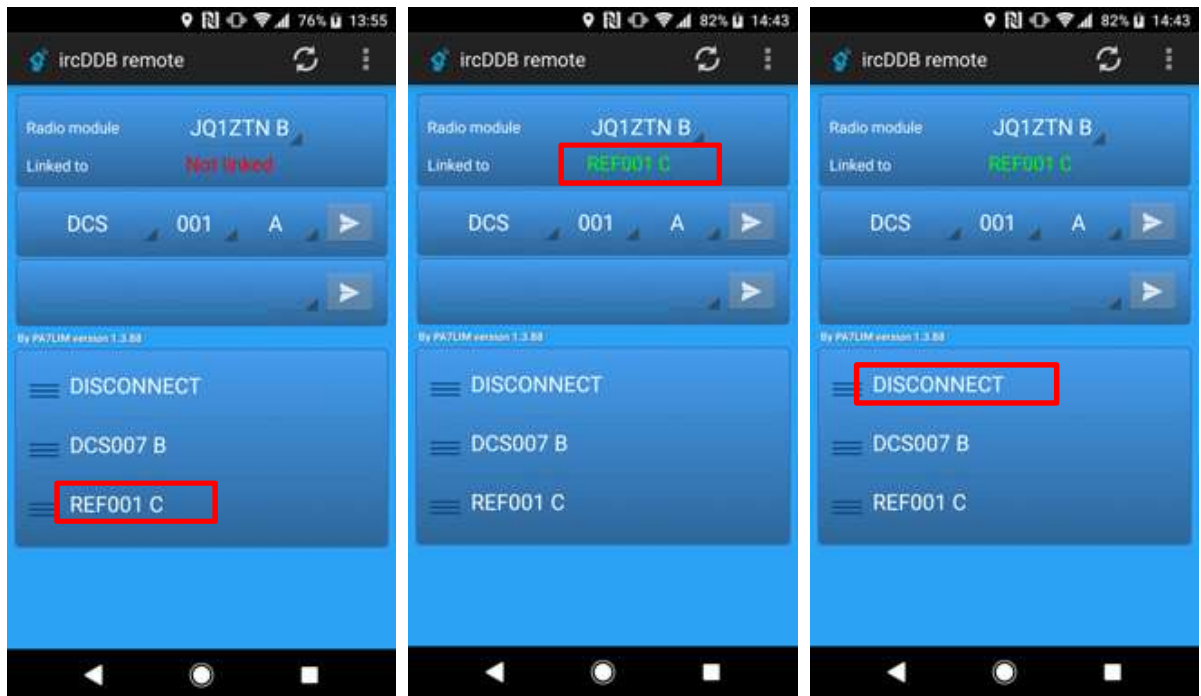 76% 13:55
ircDDB remote
Radio module JQ1ZTN B
Linked to Not linked
DCS 001 A
By PA7LIM version 1.3.88
DISCONNECT
DCS007 B
REF001 C
82% 14:43
ircDDB remote
Radio module JQ1ZTN B
Linked to REF001 C
DCS 001 A
By PA7LIM version 1.3.88
DISCONNECT
DCS007 B
REF001 C
82% 14:43
ircDDB remote
Radio module JQ1ZTN B
Linked to REF001 C
DCS 001 A
By PA7LIM version 1.3.88
DISCONNECT
DCS007 B
REF001 C